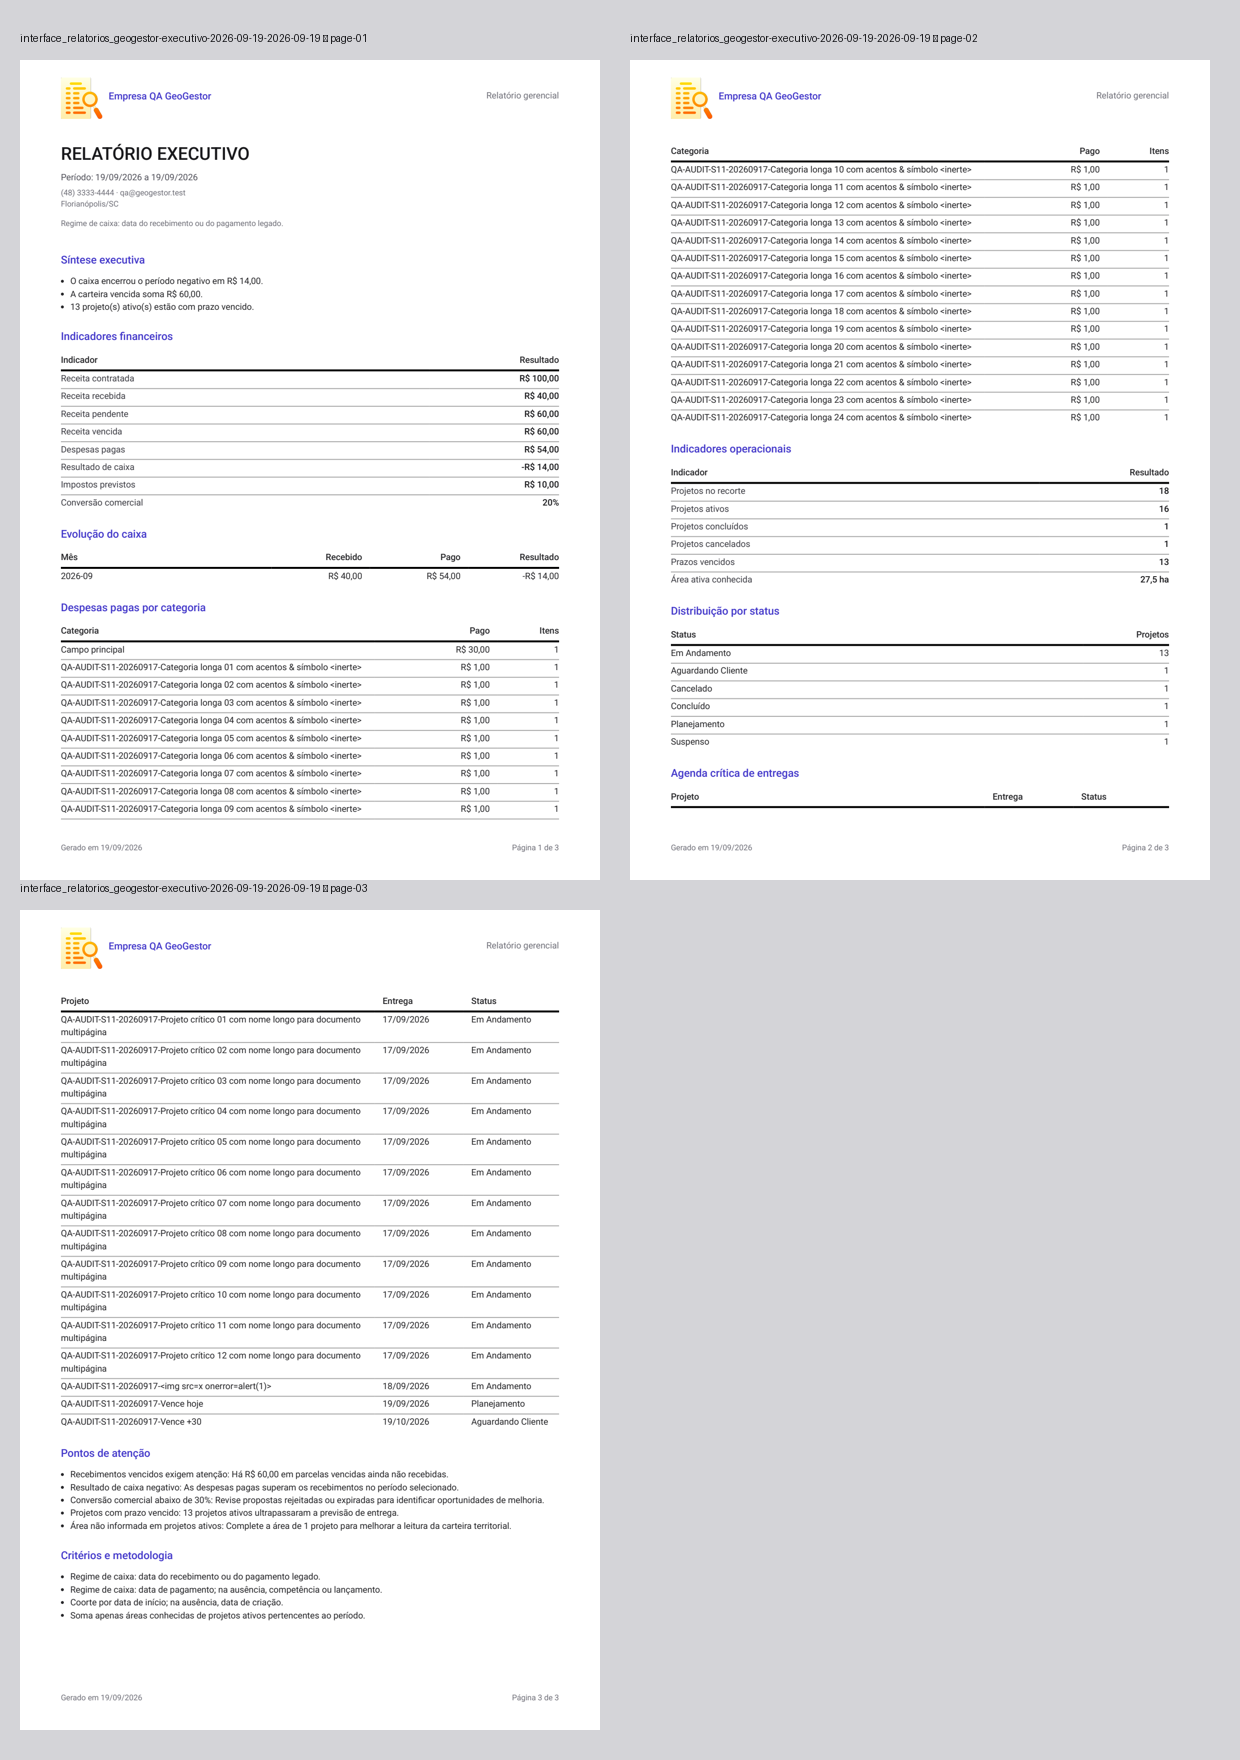 interface_relatorios_geogestor-executivo-2026-09-19-2026-09-19 page-01
Empresa QA GeoGestor
Relatório gerencial
RELATÓRIO EXECUTIVO
Período: 19/09/2026 a 19/09/2026
(48) 3333-4444 · qa@geogestor.test
Florianópolis/SC
Regime de caixa: data do recebimento ou do pagamento legado.
Síntese executiva
• O caixa encerrou o período negativo em R$ 14,00.
• A carteira vencida soma R$ 60,00.
• 13 projeto(s) ativo(s) estão com prazo vencido.
Indicadores financeiros
Indicador Resultado
Receita contratada R$ 100,00
Receita recebida R$ 40,00
Receita pendente R$ 60,00
Receita vencida R$ 60,00
Despesas pagas R$ 54,00
Resultado de caixa -R$ 14,00
Impostos previstos R$ 10,00
Conversão comercial 20%
Evolução do caixa
Mês Recebido Pago Resultado
2026-09 R$ 40,00 R$ 54,00 -R$ 14,00
Despesas pagas por categoria
Categoria Pago Itens
Campo principal R$ 30,00 1
QA-AUDIT-S11-20260917-Categoria longa 01 com acentos & símbolo <inerte> R$ 1,00 1
QA-AUDIT-S11-20260917-Categoria longa 02 com acentos & símbolo <inerte> R$ 1,00 1
QA-AUDIT-S11-20260917-Categoria longa 03 com acentos & símbolo <inerte> R$ 1,00 1
QA-AUDIT-S11-20260917-Categoria longa 04 com acentos & símbolo <inerte> R$ 1,00 1
QA-AUDIT-S11-20260917-Categoria longa 05 com acentos & símbolo <inerte> R$ 1,00 1
QA-AUDIT-S11-20260917-Categoria longa 06 com acentos & símbolo <inerte> R$ 1,00 1
QA-AUDIT-S11-20260917-Categoria longa 07 com acentos & símbolo <inerte> R$ 1,00 1
QA-AUDIT-S11-20260917-Categoria longa 08 com acentos & símbolo <inerte> R$ 1,00 1
QA-AUDIT-S11-20260917-Categoria longa 09 com acentos & símbolo <inerte> R$ 1,00 1
Gerado em 19/09/2026 Página 1 de 3
interface_relatorios_geogestor-executivo-2026-09-19-2026-09-19 page-02
Empresa QA GeoGestor
Relatório gerencial
Categoria Pago Itens
QA-AUDIT-S11-20260917-Categoria longa 10 com acentos & símbolo <inerte> R$ 1,00 1
QA-AUDIT-S11-20260917-Categoria longa 11 com acentos & símbolo <inerte> R$ 1,00 1
QA-AUDIT-S11-20260917-Categoria longa 12 com acentos & símbolo <inerte> R$ 1,00 1
QA-AUDIT-S11-20260917-Categoria longa 13 com acentos & símbolo <inerte> R$ 1,00 1
QA-AUDIT-S11-20260917-Categoria longa 14 com acentos & símbolo <inerte> R$ 1,00 1
QA-AUDIT-S11-20260917-Categoria longa 15 com acentos & símbolo <inerte> R$ 1,00 1
QA-AUDIT-S11-20260917-Categoria longa 16 com acentos & símbolo <inerte> R$ 1,00 1
QA-AUDIT-S11-20260917-Categoria longa 17 com acentos & símbolo <inerte> R$ 1,00 1
QA-AUDIT-S11-20260917-Categoria longa 18 com acentos & símbolo <inerte> R$ 1,00 1
QA-AUDIT-S11-20260917-Categoria longa 19 com acentos & símbolo <inerte> R$ 1,00 1
QA-AUDIT-S11-20260917-Categoria longa 20 com acentos & símbolo <inerte> R$ 1,00 1
QA-AUDIT-S11-20260917-Categoria longa 21 com acentos & símbolo <inerte> R$ 1,00 1
QA-AUDIT-S11-20260917-Categoria longa 22 com acentos & símbolo <inerte> R$ 1,00 1
QA-AUDIT-S11-20260917-Categoria longa 23 com acentos & símbolo <inerte> R$ 1,00 1
QA-AUDIT-S11-20260917-Categoria longa 24 com acentos & símbolo <inerte> R$ 1,00 1
Indicadores operacionais
Indicador Resultado
Projetos no recorte 18
Projetos ativos 16
Projetos concluídos 1
Projetos cancelados 1
Prazos vencidos 13
Área ativa conhecida 27,5 ha
Distribuição por status
Status Projetos
Em Andamento 13
Aguardando Cliente 1
Cancelado 1
Concluído 1
Planejamento 1
Suspenso 1
Agenda crítica de entregas
Projeto Entrega Status
Gerado em 19/09/2026 Página 2 de 3
interface_relatorios_geogestor-executivo-2026-09-19-2026-09-19 page-03
Empresa QA GeoGestor
Relatório gerencial
Projeto Entrega Status
QA-AUDIT-S11-20260917-Projeto crítico 01 com nome longo para documento 17/09/2026 Em Andamento
multipágina
QA-AUDIT-S11-20260917-Projeto crítico 02 com nome longo para documento 17/09/2026 Em Andamento
multipágina
QA-AUDIT-S11-20260917-Projeto crítico 03 com nome longo para documento 17/09/2026 Em Andamento
multipágina
QA-AUDIT-S11-20260917-Projeto crítico 04 com nome longo para documento 17/09/2026 Em Andamento
multipágina
QA-AUDIT-S11-20260917-Projeto crítico 05 com nome longo para documento 17/09/2026 Em Andamento
multipágina
QA-AUDIT-S11-20260917-Projeto crítico 06 com nome longo para documento 17/09/2026 Em Andamento
multipágina
QA-AUDIT-S11-20260917-Projeto crítico 07 com nome longo para documento 17/09/2026 Em Andamento
multipágina
QA-AUDIT-S11-20260917-Projeto crítico 08 com nome longo para documento 17/09/2026 Em Andamento
multipágina
QA-AUDIT-S11-20260917-Projeto crítico 09 com nome longo para documento 17/09/2026 Em Andamento
multipágina
QA-AUDIT-S11-20260917-Projeto crítico 10 com nome longo para documento 17/09/2026 Em Andamento
multipágina
QA-AUDIT-S11-20260917-Projeto crítico 11 com nome longo para documento 17/09/2026 Em Andamento
multipágina
QA-AUDIT-S11-20260917-Projeto crítico 12 com nome longo para documento 17/09/2026 Em Andamento
multipágina
QA-AUDIT-S11-20260917-<img src=x onerror=alert(1)> 18/09/2026 Em Andamento
QA-AUDIT-S11-20260917-Vence hoje 19/09/2026 Planejamento
QA-AUDIT-S11-20260917-Vence +30 19/10/2026 Aguardando Cliente
Pontos de atenção
• Recebimentos vencidos exigem atenção: Há R$ 60,00 em parcelas vencidas ainda não recebidas.
• Resultado de caixa negativo: As despesas pagas superam os recebimentos no período selecionado.
• Conversão comercial abaixo de 30%: Revise propostas rejeitadas ou expiradas para identificar oportunidades de melhoria.
• Projetos com prazo vencido: 13 projetos ativos ultrapassaram a previsão de entrega.
• Área não informada em projetos ativos: Complete a área de 1 projeto para melhorar a leitura da carteira territorial.
Critérios e metodologia
• Regime de caixa: data do recebimento ou do pagamento legado.
• Regime de caixa: data de pagamento; na ausência, competência ou lançamento.
• Coorte por data de início; na ausência, data de criação.
• Soma apenas áreas conhecidas de projetos ativos pertencentes ao período.
Gerado em 19/09/2026 Página 3 de 3